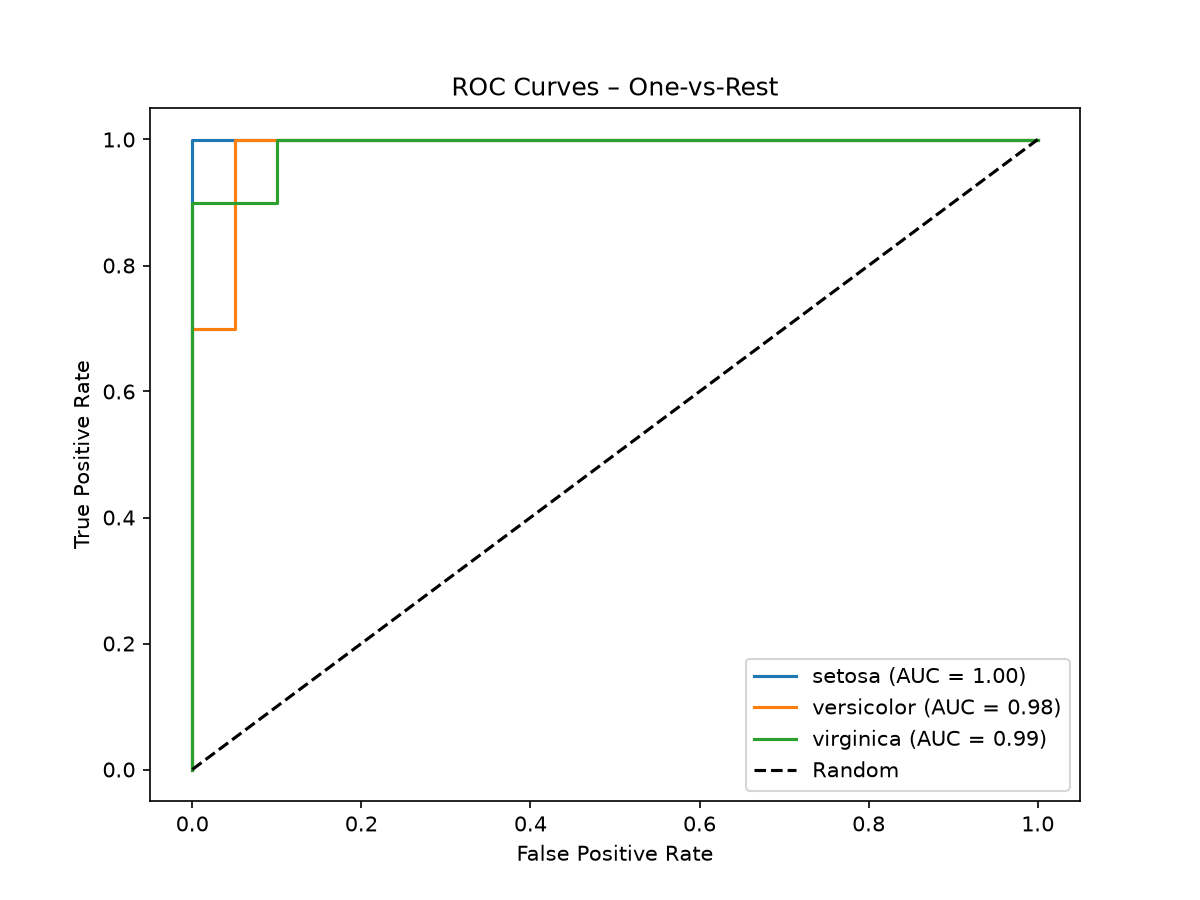 ROC Curves – One-vs-Rest
True Positive Rate
1.0
0.8
0.6
0.4
0.2
0.0
0.0 0.2 0.4 0.6 0.8 1.0
False Positive Rate
setosa (AUC = 1.00)
versicolor (AUC = 0.98)
virginica (AUC = 0.99)
Random